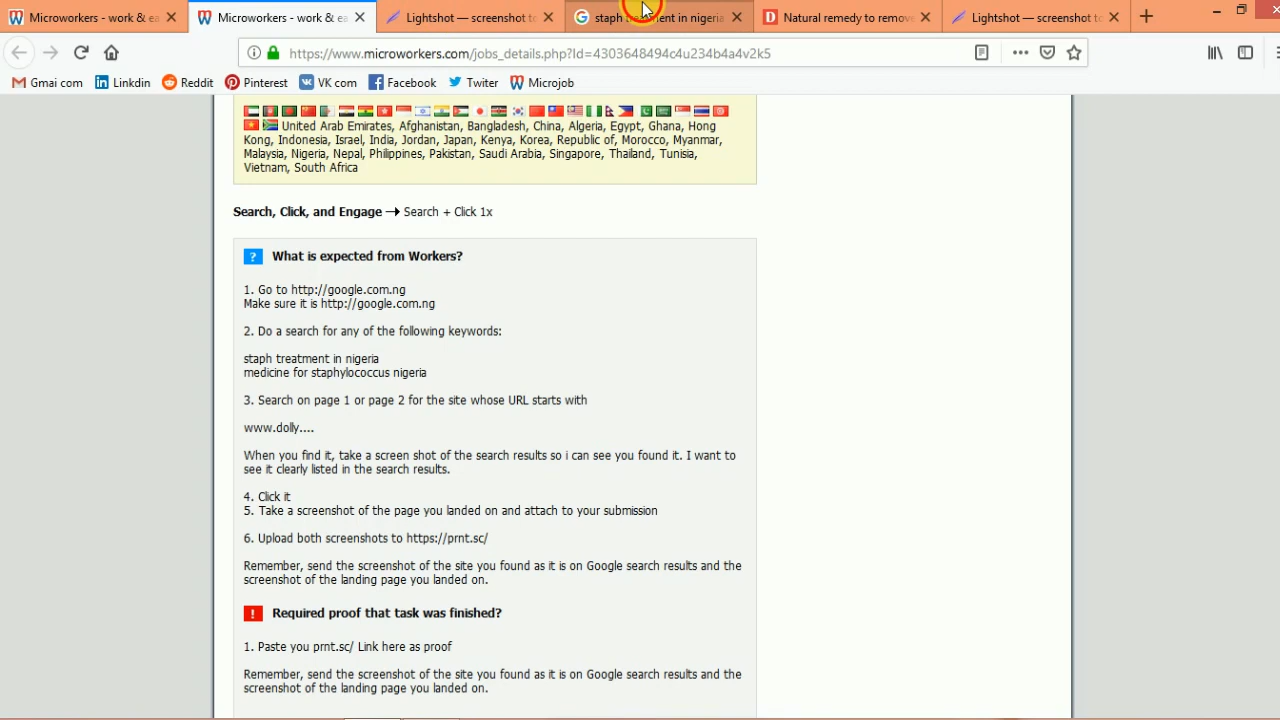 Microworkers - work & ea
Microworkers - work & ea
Lightshot — screenshot to
staph treatment in nigeria
Natural remedy to remove
Lightshot — screenshot to
https://www.microworkers.com/jobs_details.php?Id=4303648494c4u234b4a4v2k5
Gmai com
Linkdin
Reddit
Pinterest
VK com
Facebook
Twiter
Microjob
United Arab Emirates, Afghanistan, Bangladesh, China, Algeria, Egypt, Ghana, Hong
Kong, Indonesia, Israel, India, Jordan, Japan, Kenya, Korea, Republic of, Morocco, Myanmar,
Malaysia, Nigeria, Nepal, Philippines, Pakistan, Saudi Arabia, Singapore, Thailand, Tunisia,
Vietnam, South Africa
Search, Click, and Engage → Search + Click 1x
? What is expected from Workers?
1. Go to http://google.com.ng
Make sure it is http://google.com.ng
2. Do a search for any of the following keywords:
staph treatment in nigeria
medicine for staphylococcus nigeria
3. Search on page 1 or page 2 for the site whose URL starts with
www.dolly....
When you find it, take a screen shot of the search results so i can see you found it. I want to
see it clearly listed in the search results.
4. Click it
5. Take a screenshot of the page you landed on and attach to your submission
6. Upload both screenshots to https://prnt.sc/
Remember, send the screenshot of the site you found as it is on Google search results and the
screenshot of the landing page you landed on.
! Required proof that task was finished?
1. Paste you prnt.sc/ Link here as proof
Remember, send the screenshot of the site you found as it is on Google search results and the
screenshot of the landing page you landed on.